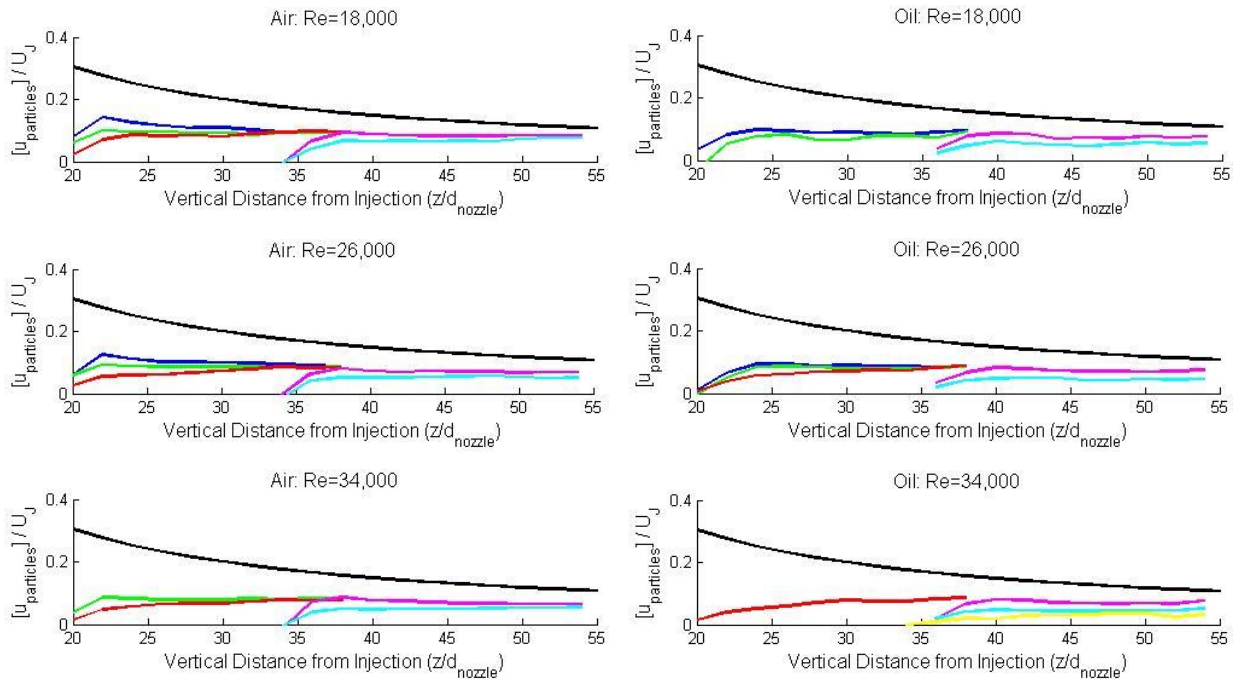 Air: Re=18,000
[u_particles] / U_J
0.4
0.2
0
20 25 30 35 40 45 50 55
Vertical Distance from Injection (z/d_nozzle)
Oil: Re=18,000
[u_particles] / U_J
0.4
0.2
0
20 25 30 35 40 45 50 55
Vertical Distance from Injection (z/d_nozzle)
Air: Re=26,000
[u_particles] / U_J
0.4
0.2
0
20 25 30 35 40 45 50 55
Vertical Distance from Injection (z/d_nozzle)
Oil: Re=26,000
[u_particles] / U_J
0.4
0.2
0
20 25 30 35 40 45 50 55
Vertical Distance from Injection (z/d_nozzle)
Air: Re=34,000
[u_particles] / U_J
0.4
0.2
0
20 25 30 35 40 45 50 55
Vertical Distance from Injection (z/d_nozzle)
Oil: Re=34,000
[u_particles] / U_J
0.4
0.2
0
20 25 30 35 40 45 50 55
Vertical Distance from Injection (z/d_nozzle)